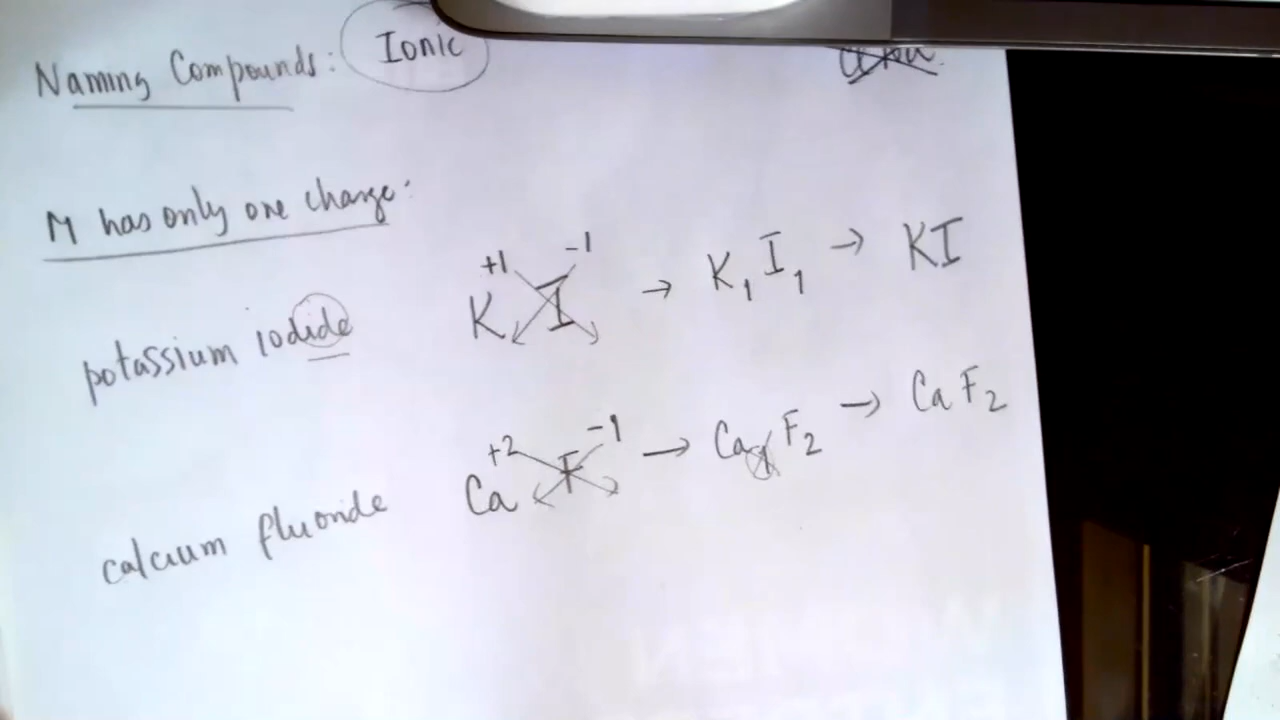 Naming Compounds: Ionic
M has only one charge:
potassium iodide K+1 I-1 → K1 I1 → KI
calcium fluoride Ca+2 F-1 → Ca1 F2 → CaF2